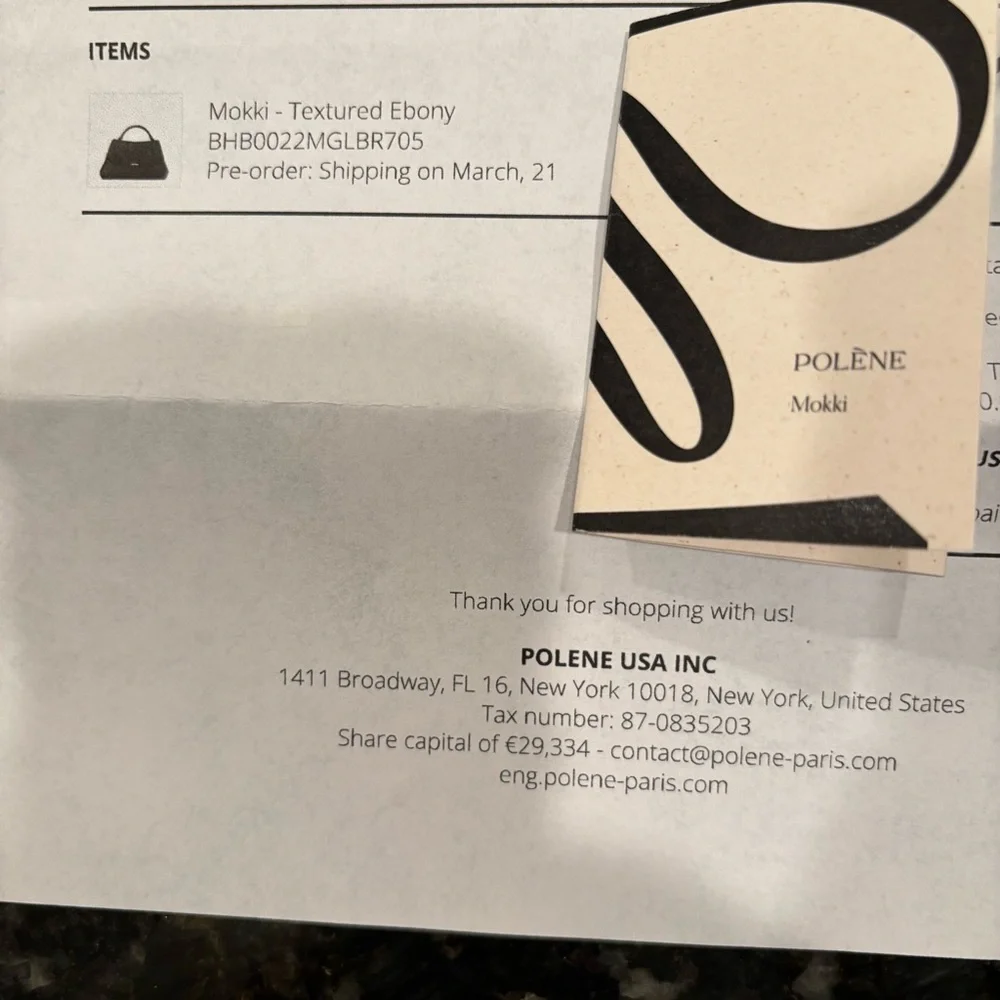 ITEMS
Mokki - Textured Ebony
BHB0022MGLBR705
Pre-order: Shipping on March, 21
POLÈNE
Mokki
Thank you for shopping with us!
POLENE USA INC
1411 Broadway, FL 16, New York 10018, New York, United States
Tax number: 87-0835203
Share capital of €29,334 - contact@polene-paris.com
eng.polene-paris.com